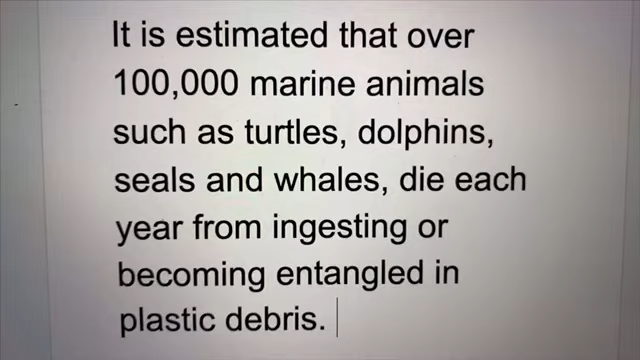 It is estimated that over
100,000 marine animals
such as turtles, dolphins,
seals and whales, die each
year from ingesting or
becoming entangled in
plastic debris.